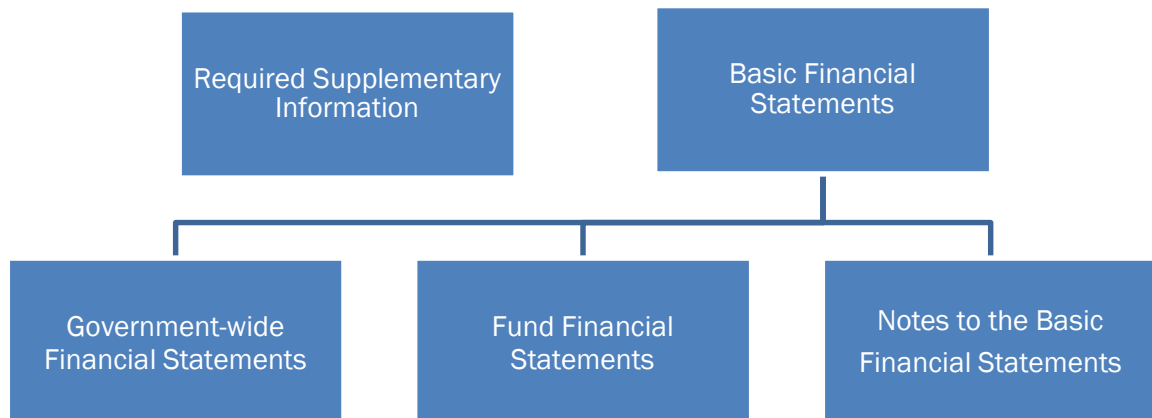 Required Supplementary
Information
Basic Financial
Statements
Government-wide
Financial Statements
Fund Financial
Statements
Notes to the Basic
Financial Statements